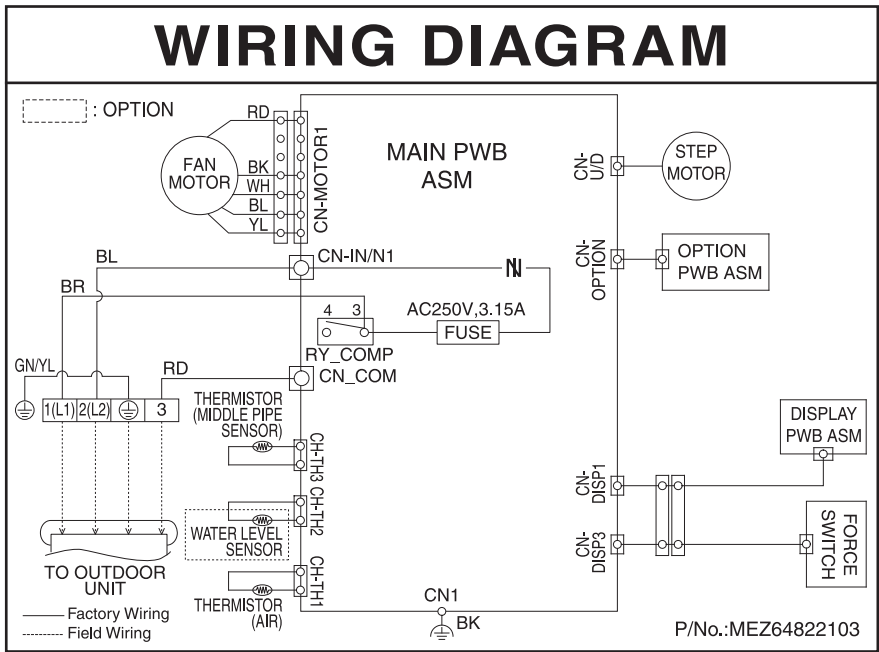 WIRING DIAGRAM
: OPTION
RD
FAN
MOTOR
BK
WH
BL
YL
CN-MOTOR1
MAIN PWB
ASM
CN-
U/D
STEP
MOTOR
CN-
OPTION
OPTION
PWB ASM
BL
CN-IN/N1
N
BR
4 3
AC250V,3.15A
FUSE
RY_COMP
CN_COM
GN/YL
RD
1(L1) 2(L2) 3
THERMISTOR
(MIDDLE PIPE
SENSOR)
CH-TH3
CH-TH2
WATER LEVEL
SENSOR
CH-TH1
THERMISTOR
(AIR)
DISPLAY
PWB ASM
CN-
DISP1
CN-
DISP3
FORCE
SWITCH
TO OUTDOOR
UNIT
Factory Wiring
Field Wiring
CN1
BK
P/No.:MEZ64822103